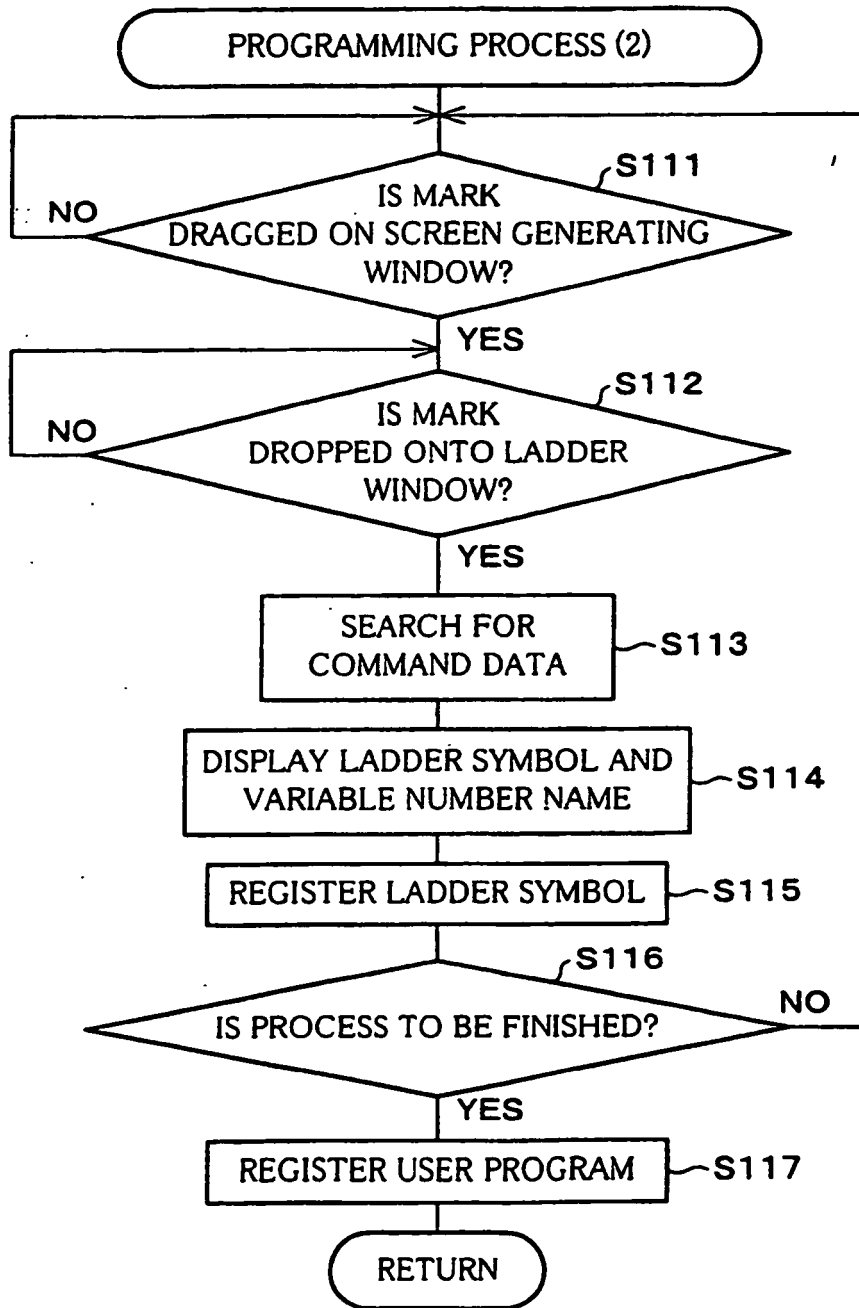 PROGRAMMING PROCESS (2)
S111
IS MARK
DRAGGED ON SCREEN GENERATING
WINDOW?
NO
YES
S112
IS MARK
DROPPED ONTO LADDER
WINDOW?
NO
YES
SEARCH FOR
COMMAND DATA
S113
DISPLAY LADDER SYMBOL AND
VARIABLE NUMBER NAME
S114
REGISTER LADDER SYMBOL
S115
S116
IS PROCESS TO BE FINISHED?
NO
YES
REGISTER USER PROGRAM
S117
RETURN